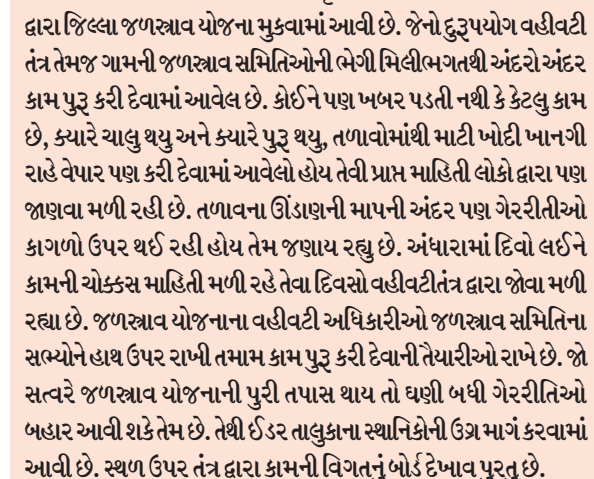 દ્વારા જિલ્લા જળસ્ત્રાવ યોજના મુકવામાં આવી છે. જેનો દુરૂપયોગ વહીવટી
તંત્ર તેમજ ગામની જળસ્ત્રાવ સમિતિઓની ભેગી મિલીભગતથી અંદરો અંદર
કામ પુરૂ કરી દેવામાં આવેલ છે. કોઈને પણ ખબર પડતી નથી કે કેટલુ કામ
છે, ક્યારે ચાલુ થયુ અને ક્યારે પુરૂ થયુ, તળાવોમાંથી માટી ખોદી ખાનગી
રાહે વેપાર પણ કરી દેવામાં આવેલો હોય તેવી પ્રાપ્ત માહિતી લોકો દ્વારા પણ
જાણવા મળી રહી છે. તળાવના ઊંડાણની માપની અંદર પણ ગેરરીતીઓ
કાગળો ઉપર થઈ રહી હોય તેમ જણાય રહ્યુ છે. અંધારામાં દિવો લઈને
કામની ચોક્કસ માહિતી મળી રહે તેવા દિવસો વહીવટીતંત્ર દ્વારા જોવા મળી
રહ્યા છે. જળસ્ત્રાવ યોજનાના વહીવટી અધિકારીઓ જળસ્ત્રાવ સમિતિના
સભ્યોને હાથ ઉપર રાખી તમામ કામ પુરૂ કરી દેવાની તૈયારીઓ રાખે છે. જો
સત્વરે જળસ્ત્રાવ યોજનાની પુરી તપાસ થાય તો ઘણી બધી ગેરરીતિઓ
બહાર આવી શકે તેમ છે. તેથી ઈડર તાલુકાના સ્થાનિકોની ઉગ્ર માગં કરવામાં
આવી છે. સ્થળ ઉપર તંત્ર દ્વારા કામની વિગતનું બોર્ડ દેખાવ પુરતુ છે.